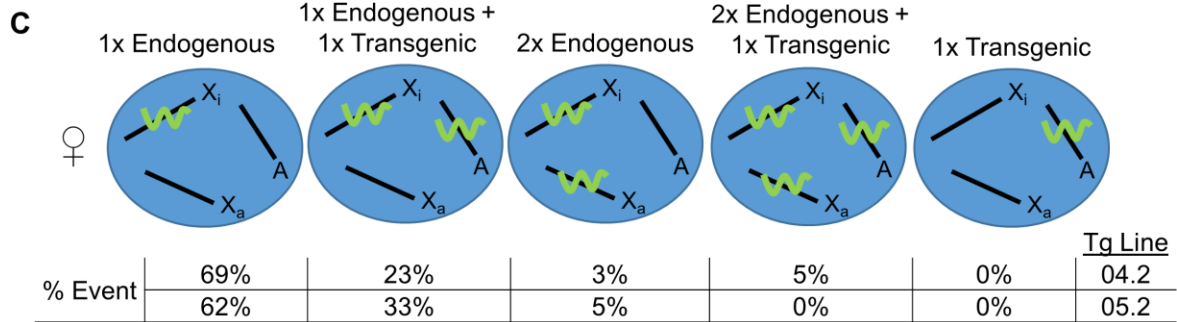 C
1x Endogenous
1x Endogenous +
1x Transgenic
2x Endogenous
2x Endogenous +
1x Transgenic
1x Transgenic
♀
Xi
A
Xa
Xi
A
Xa
Xi
A
Xa
Xi
A
Xa
Xi
A
Xa
Tg Line
% Event
69% 23% 3% 5% 0% 04.2
62% 33% 5% 0% 0% 05.2